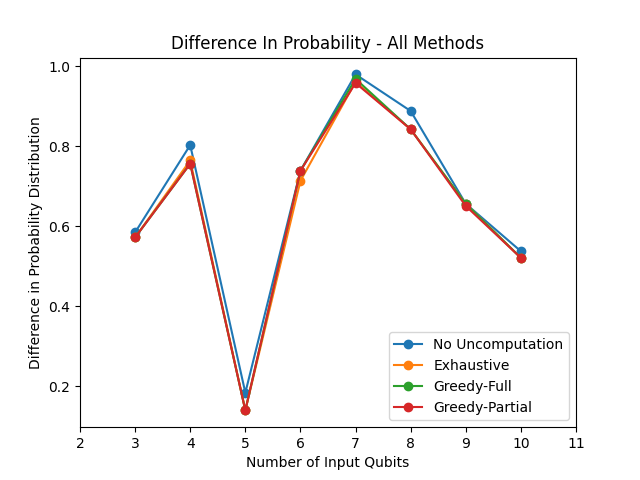 Difference In Probability - All Methods
Difference in Probability Distribution
1.0
0.8
0.6
0.4
0.2
2 3 4 5 6 7 8 9 10 11
Number of Input Qubits
No Uncomputation
Exhaustive
Greedy-Full
Greedy-Partial